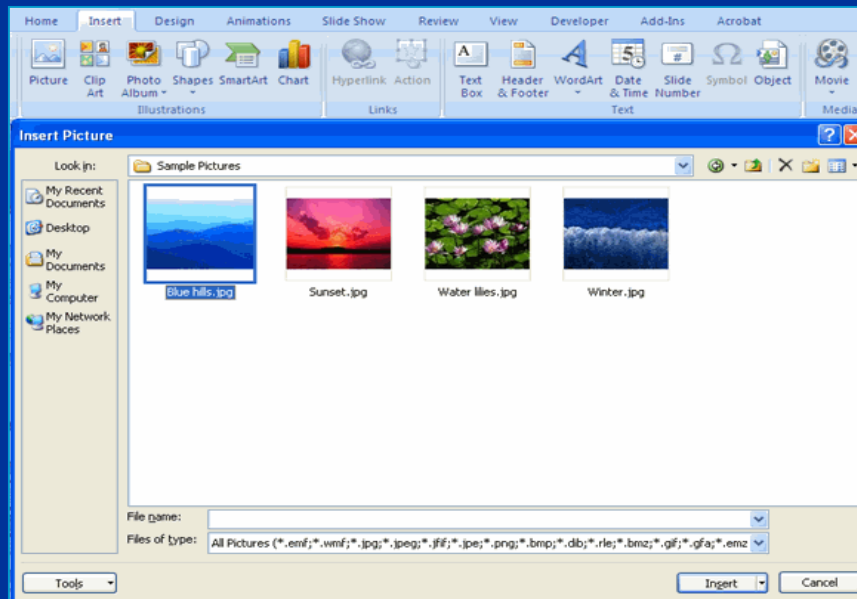 Home Insert Design Animations Slide Show Review View Developer Add-Ins Acrobat
Picture Clip Art Photo Album Shapes SmartArt Chart Hyperlink Action Text Box Header & Footer WordArt Date & Time Slide Number Symbol Object Movie
Illustrations Links Text Media
Insert Picture
Look in: Sample Pictures
My Recent Documents
Desktop
My Documents
My Computer
My Network Places
Blue hills.jpg Sunset.jpg Water lilies.jpg Winter.jpg
File name:
Files of type: All Pictures (*.emf;*.wmf;*.jpg;*.jpeg;*.jfif;*.jpe;*.png;*.bmp;*.dib;*.rle;*.bmz;*.gif;*.gfa;*.emz
Tools Insert Cancel